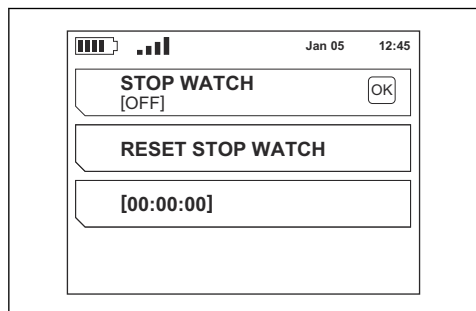 Jan 05 12:45
STOP WATCH
[OFF]
OK
RESET STOP WATCH
[00:00:00]